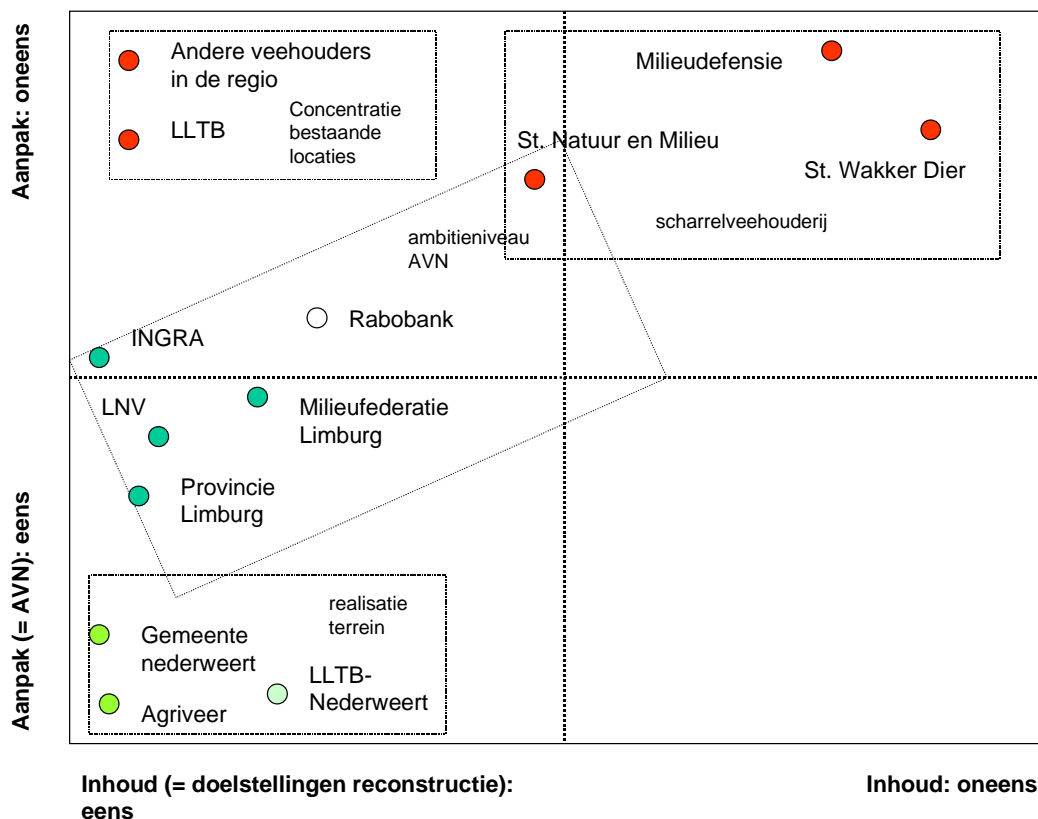 Aanpak: oneens
Andere veehouders
in de regio
LLTB
Concentratie
bestaande
locaties
Milieudefensie
St. Natuur en Milieu
St. Wakker Dier
scharrelveehouderij
ambitieniveau
AVN
Rabobank
INGRA
LNV
Milieufederatie
Limburg
Provincie
Limburg
Aanpak (= AVN): eens
realisatie
terrein
Gemeente
nederweert
LLTB-
Nederweert
Agriveer
Inhoud (= doelstellingen reconstructie):
eens
Inhoud: oneens